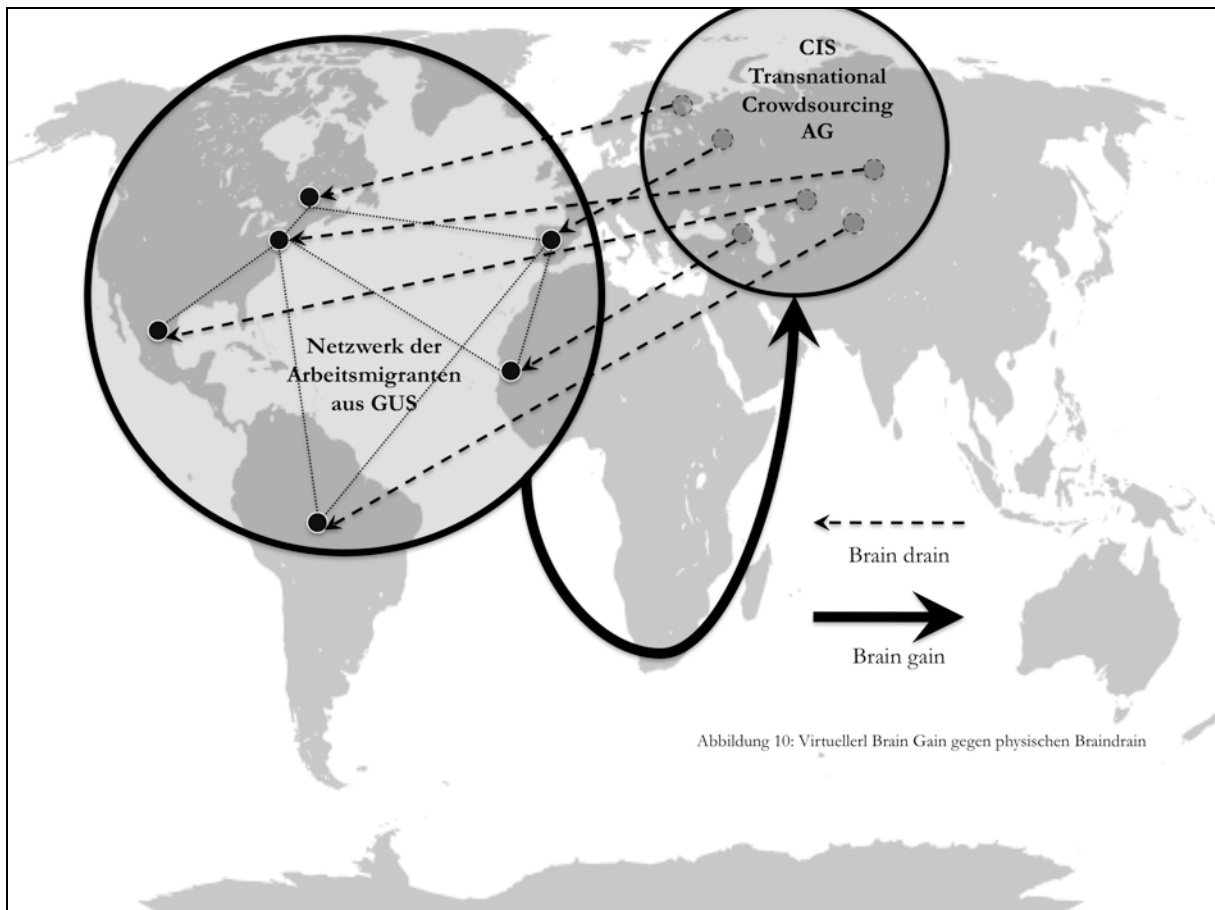 CIS
Transnational
Crowdsourcing
AG
Netzwerk der
Arbeitsmigranten
aus GUS
Brain drain
Brain gain
Abbildung 10: Virtuellerl Brain Gain gegen physischen Braindrain